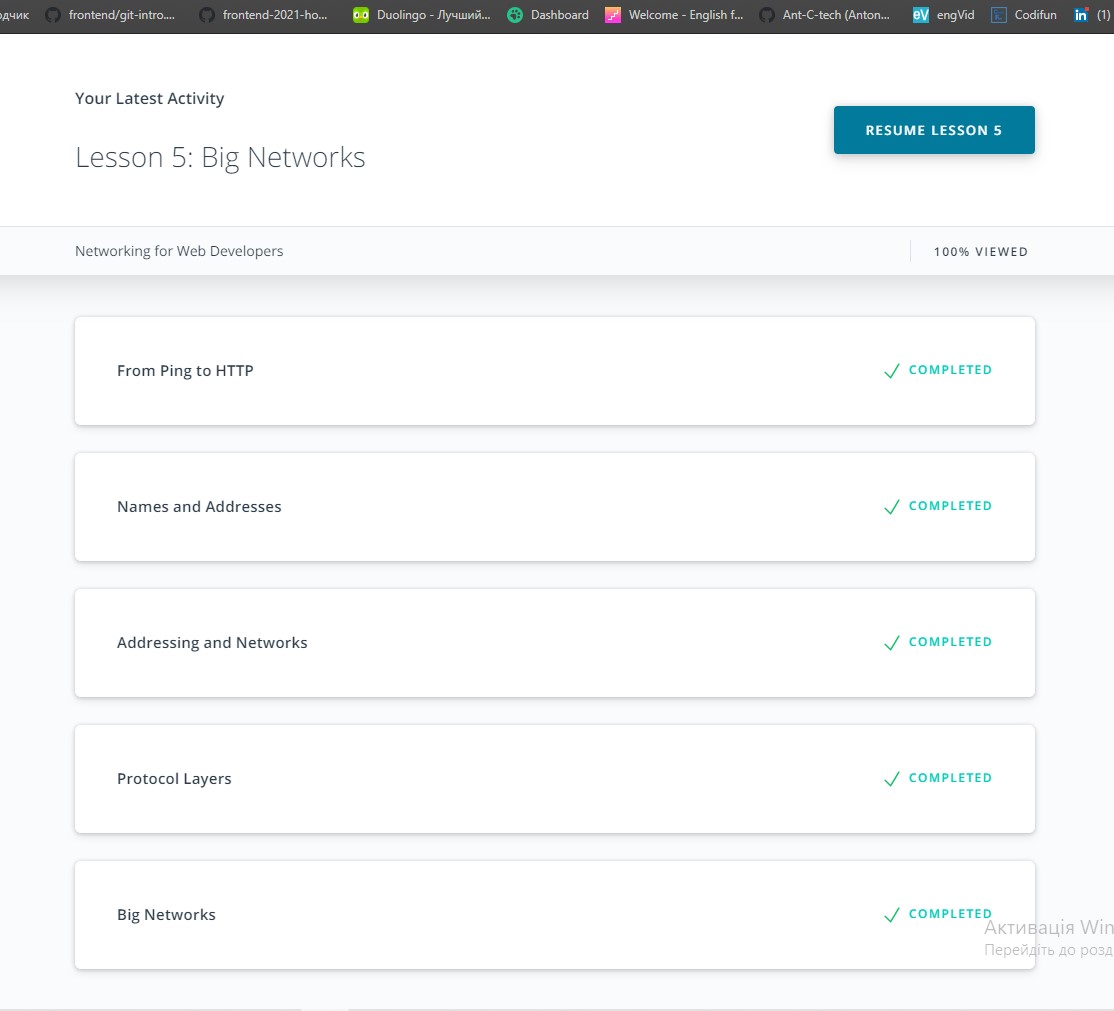 одчик frontend/git-intro.... frontend-2021-ho... Duolingo - Лучший... Dashboard Welcome - English f... Ant-C-tech (Anton... engVid Codifun (1)
Your Latest Activity
RESUME LESSON 5
Lesson 5: Big Networks
Networking for Web Developers 100% VIEWED
From Ping to HTTP COMPLETED
Names and Addresses COMPLETED
Addressing and Networks COMPLETED
Protocol Layers COMPLETED
Big Networks COMPLETED
Активація Win
Перейдіть до розд